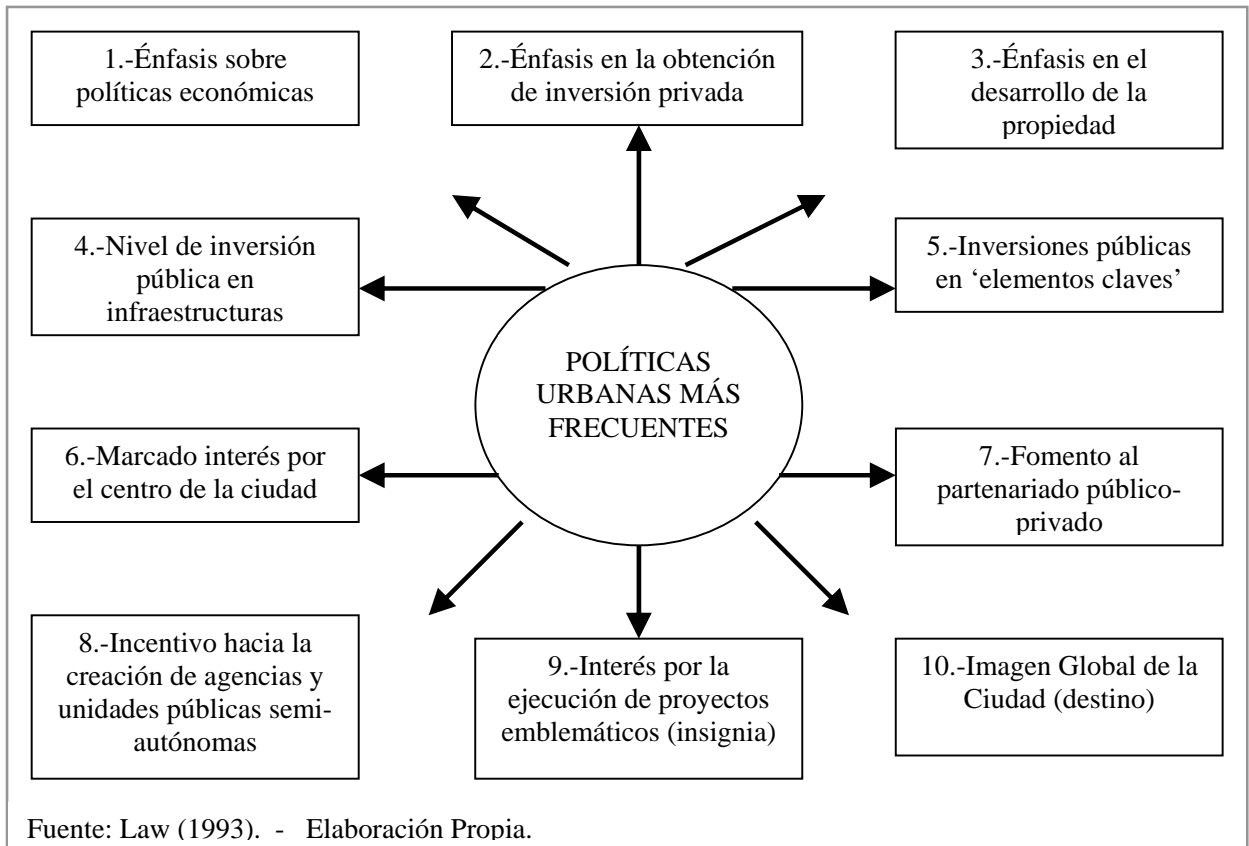 1.-Énfasis sobre
políticas económicas
2.-Énfasis en la obtención
de inversión privada
3.-Énfasis en el
desarrollo de la
propiedad
4.-Nivel de inversión
pública en
infraestructuras
5.-Inversiones públicas
en ‘elementos claves’
POLÍTICAS
URBANAS MÁS
FRECUENTES
6.-Marcado interés por
el centro de la ciudad
7.-Fomento al
partenariado público-
privado
8.-Incentivo hacia la
creación de agencias y
unidades públicas semi-
autónomas
9.-Interés por la
ejecución de proyectos
emblemáticos (insignia)
10.-Imagen Global de la
Ciudad (destino)
Fuente: Law (1993). - Elaboración Propia.